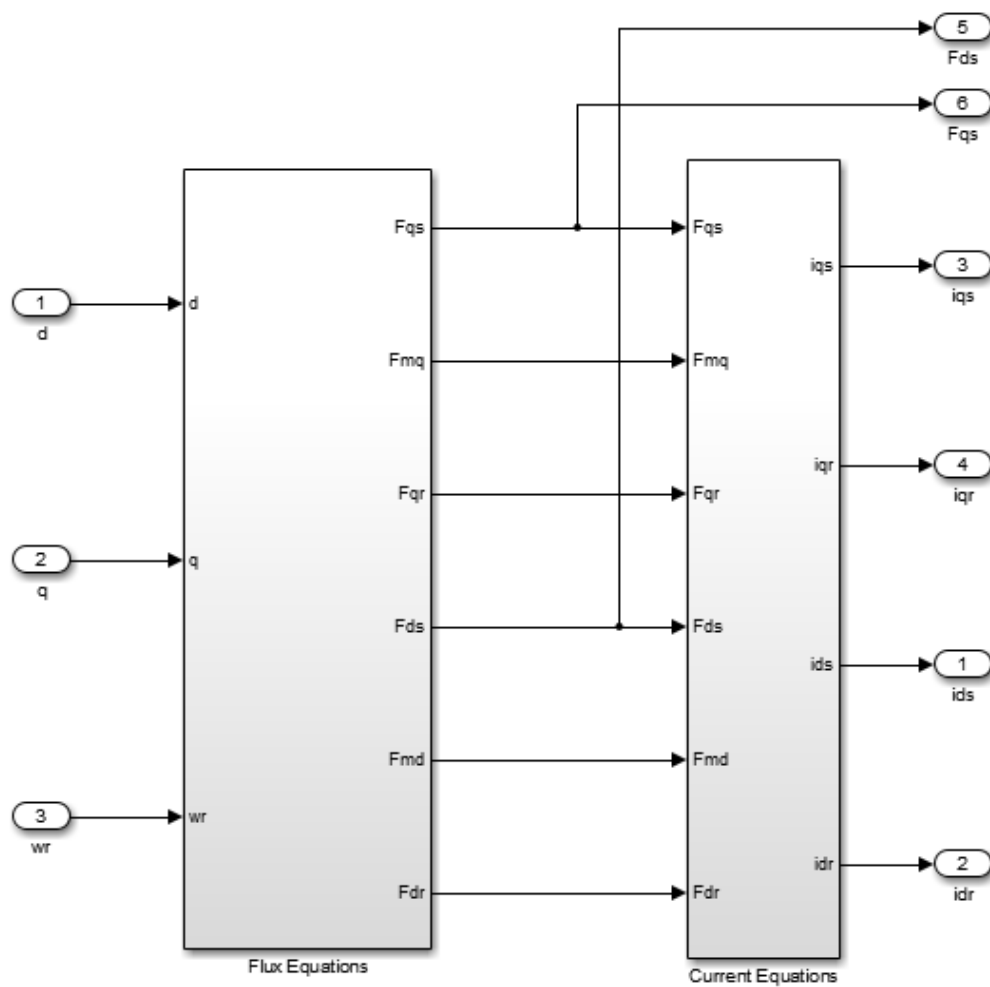 5
Fds
6
Fqs
Fqs
Fqs
iqs
3
iqs
1
d
d
Fmq
Fmq
iqr
4
iqr
Fqr
Fqr
2
q
q
Fds
Fds
ids
1
ids
Fmd
Fmd
3
wr
wr
idr
2
idr
Fdr
Fdr
Flux Equations
Current Equations